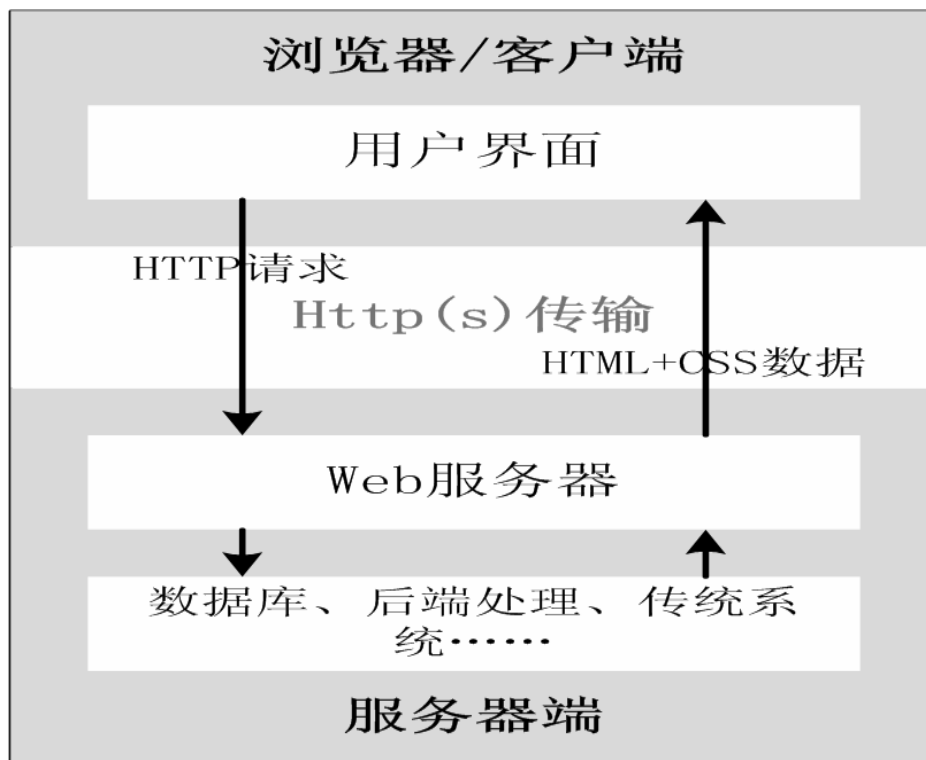 浏览器/客户端
用户界面
HTTP请求
Http(s)传输
HTML+CSS数据
Web服务器
数据库、后端处理、传统系
统……
服务器端